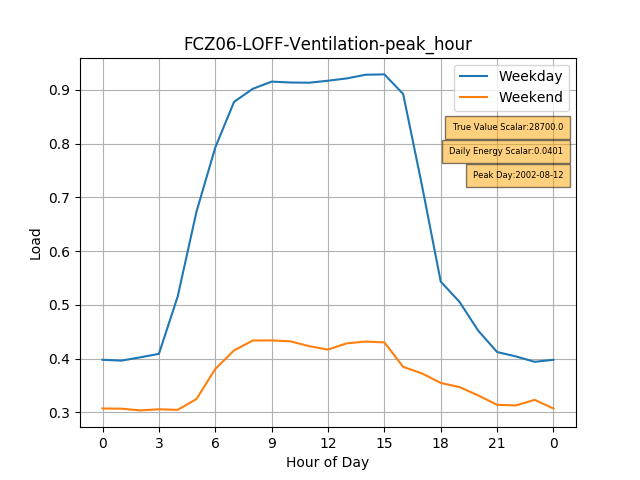 FCZ06-LOFF-Ventilation-peak_hour
Weekday
Weekend
True Value Scalar:28700.0
Daily Energy Scalar:0.0401
Peak Day:2002-08-12
Load
0.9
0.8
0.7
0.6
0.5
0.4
0.3
0 3 6 9 12 15 18 21 0
Hour of Day